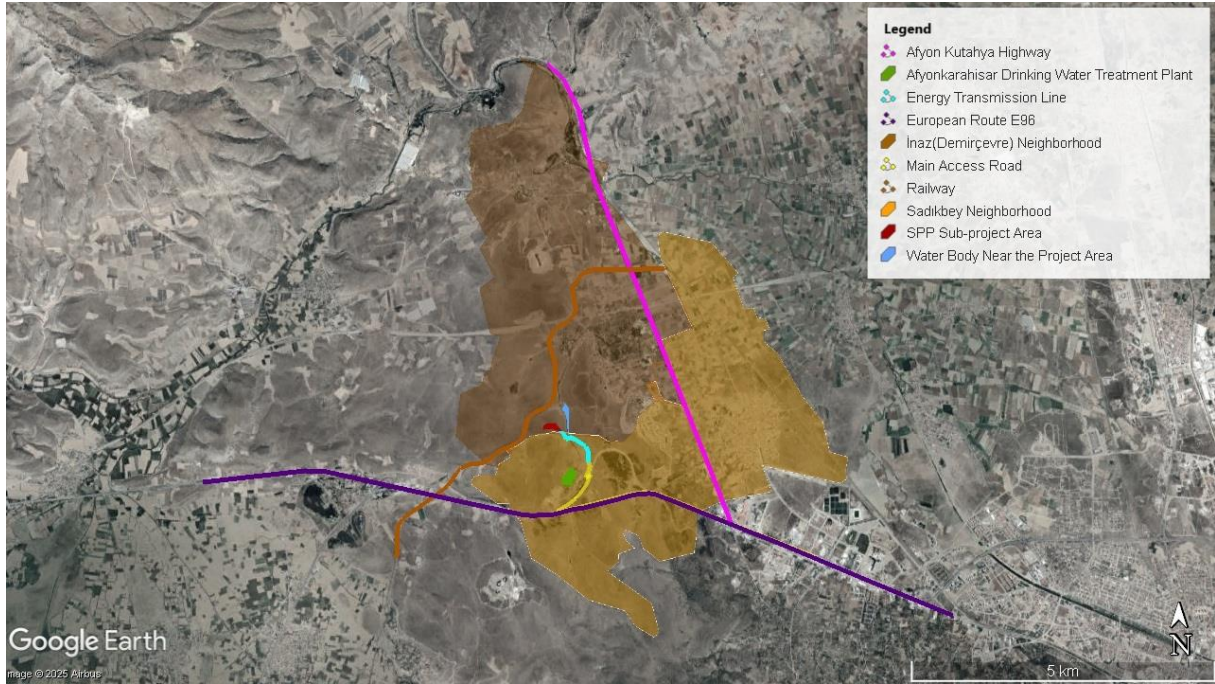 Legend
Afyon Kutahya Highway
Afyonkarahisar Drinking Water Treatment Plant
Energy Transmission Line
European Route E96
İnaz(Demirçevre) Neighborhood
Main Access Road
Railway
Sadıkbey Neighborhood
SPP Sub-project Area
Water Body Near the Project Area
Google Earth
mage © 2025 Airbus
N
5 km